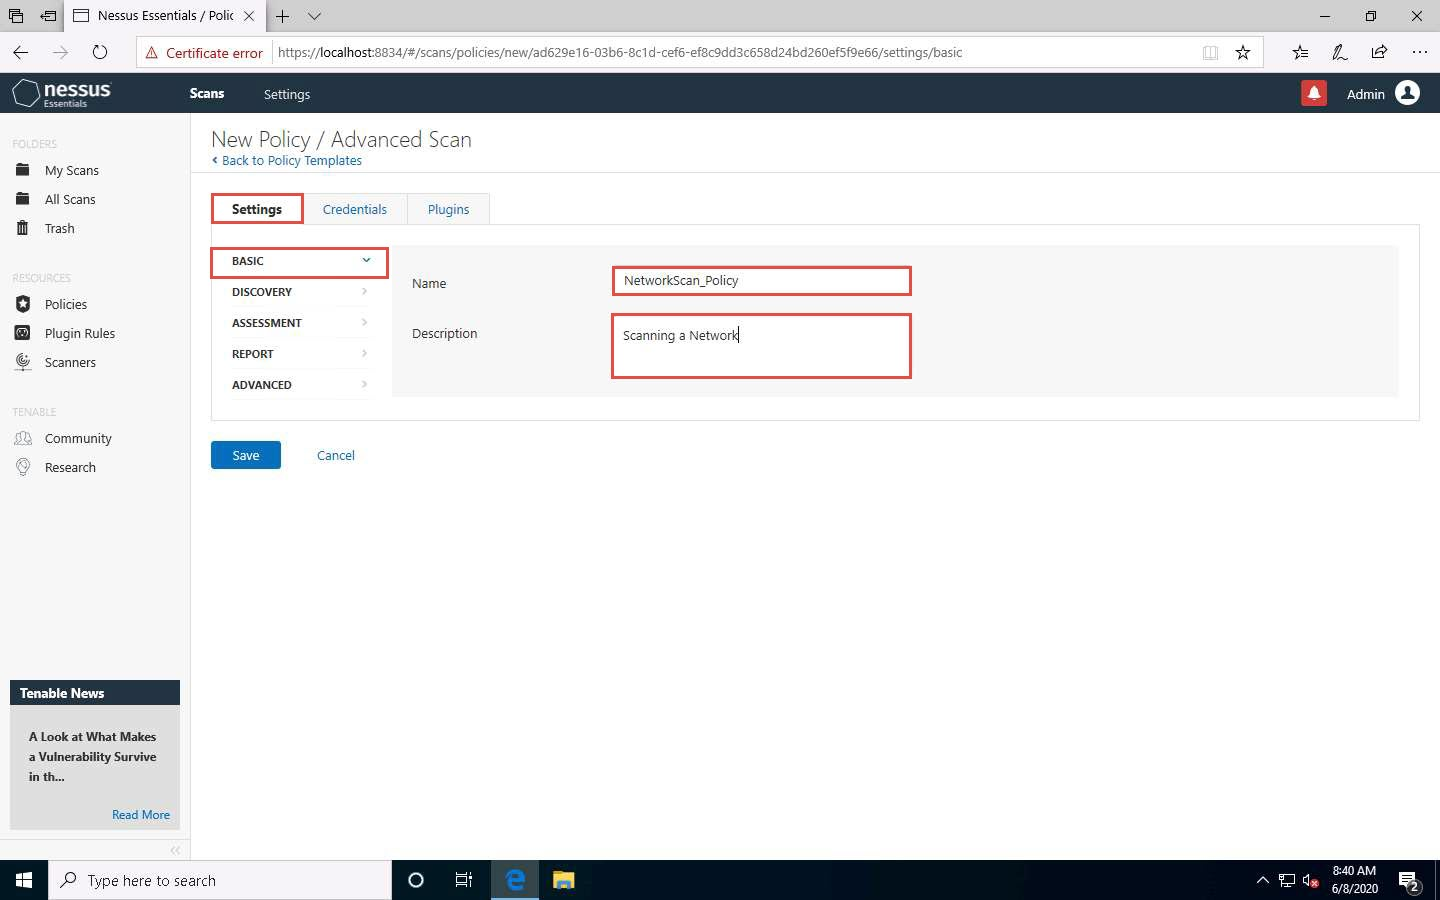 Nessus Essentials / Polic
Certificate error
https://localhost:8834/#/scans/policies/new/ad629e16-03b6-8c1d-cef6-ef8c9dd3c658d24bd260ef5f9e66/settings/basic
nessus
Essentials
Scans
Settings
Admin
FOLDERS
My Scans
All Scans
Trash
RESOURCES
Policies
Plugin Rules
Scanners
TENABLE
Community
Research
New Policy / Advanced Scan
Back to Policy Templates
Settings
Credentials
Plugins
BASIC
DISCOVERY
ASSESSMENT
REPORT
ADVANCED
Name
NetworkScan_Policy
Description
Scanning a Network
Save
Cancel
Tenable News
A Look at What Makes
a Vulnerability Survive
in th...
Read More
Type here to search
8:40 AM
6/8/2020
2